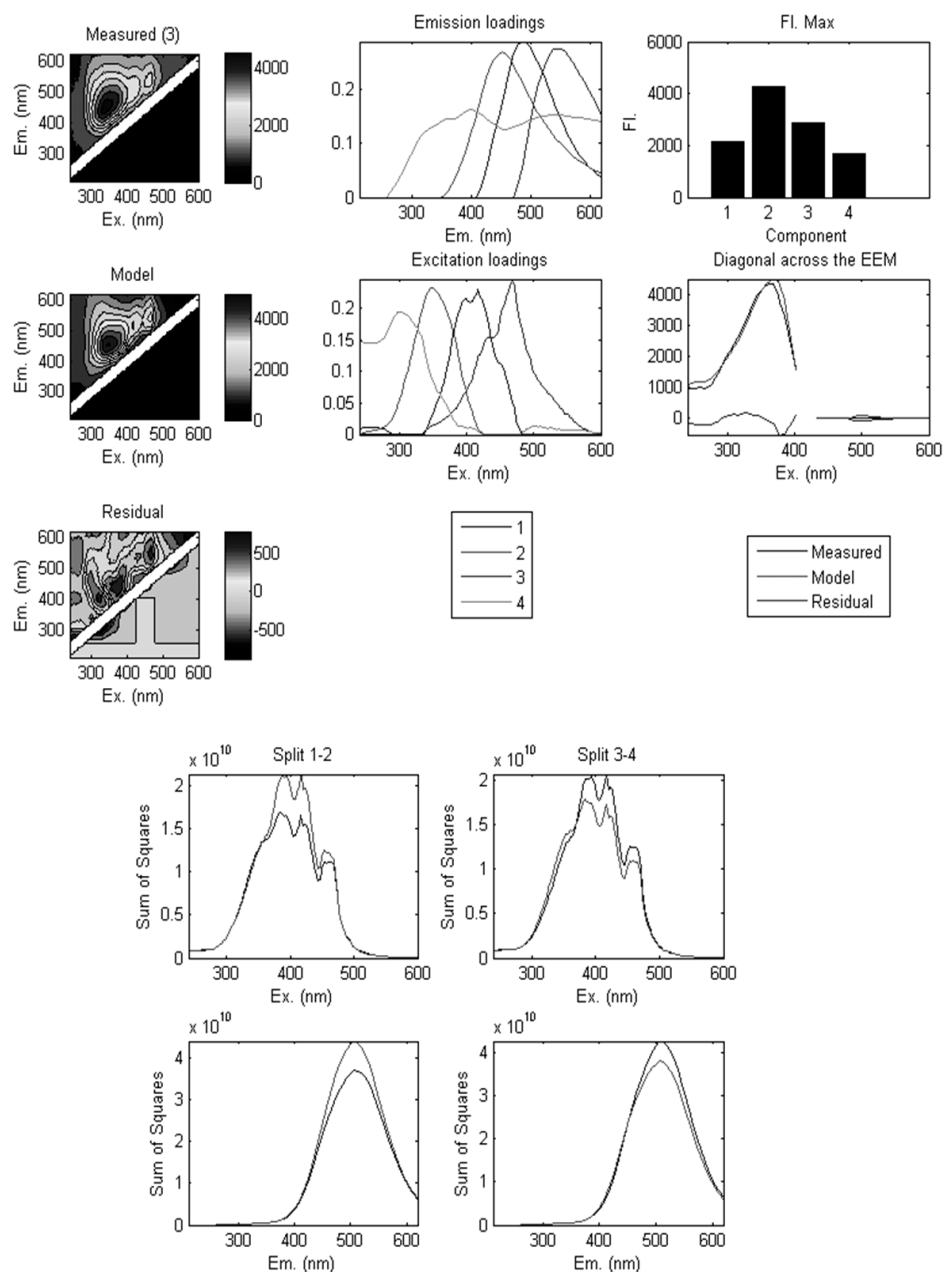 Measured (3)
Em. (nm)
600
500
400
300
300 400 500 600
Ex. (nm)
4000
2000
0
Emission loadings
0.2
0.1
0
300 400 500 600
Em. (nm)
Fl. Max
Fl.
6000
4000
2000
0
1 2 3 4
Component
Model
Em. (nm)
600
500
400
300
300 400 500 600
Ex. (nm)
4000
2000
0
Excitation loadings
0.2
0.15
0.1
0.05
0
300 400 500 600
Ex. (nm)
Diagonal across the EEM
4000
3000
2000
1000
0
300 400 500 600
Ex. (nm)
Residual
Em. (nm)
600
500
400
300
300 400 500 600
Ex. (nm)
500
0
-500
1
2
3
4
Measured
Model
Residual
x 10^10
Split 1-2
Sum of Squares
2
1.5
1
0.5
0
300 400 500 600
Ex. (nm)
x 10^10
Split 3-4
Sum of Squares
2
1.5
1
0.5
0
300 400 500 600
Ex. (nm)
x 10^10
Sum of Squares
4
3
2
1
0
300 400 500 600
Em. (nm)
x 10^10
Sum of Squares
4
3
2
1
0
300 400 500 600
Em. (nm)